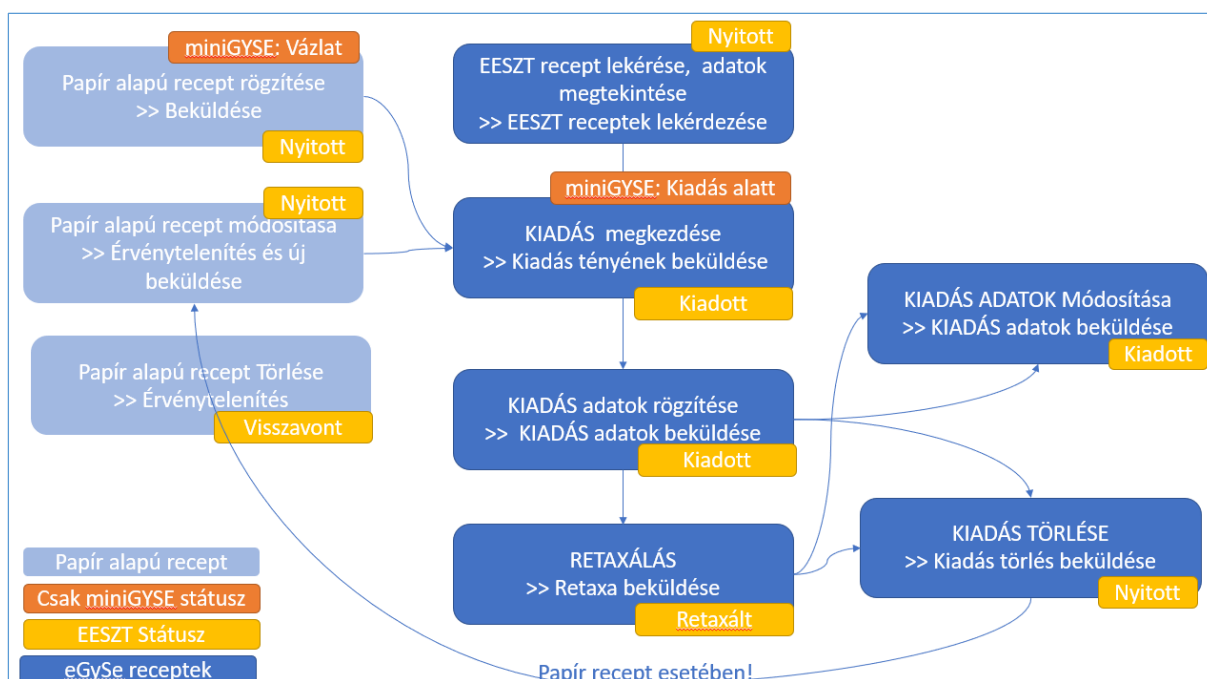 miniGYSE: Vázlat
Papír alapú recept rögzítése
>> Beküldése
Nyitott
Nyitott
Papír alapú recept módosítása
>> Érvénytelenítés és új
beküldése
Papír alapú recept Törlése
>> Érvénytelenítés
Visszavont
Nyitott
EESZT recept lekérése, adatok
megtekintése
>> EESZT receptek lekérdezése
miniGYSE: Kiadás alatt
KIADÁS megkezdése
>> Kiadás tényének beküldése
Kiadott
KIADÁS adatok rögzítése
>> KIADÁS adatok beküldése
Kiadott
RETAXÁLÁS
>> Retaxa beküldése
Retaxált
KIADÁS ADATOK Módosítása
>> KIADÁS adatok beküldése
Kiadott
KIADÁS TÖRLÉSE
>> Kiadás törlés beküldése
Nyitott
Papír alapú recept
Csak miniGYSE státusz
EESZT Státusz
eGySe receptek
Papír recept esetében!